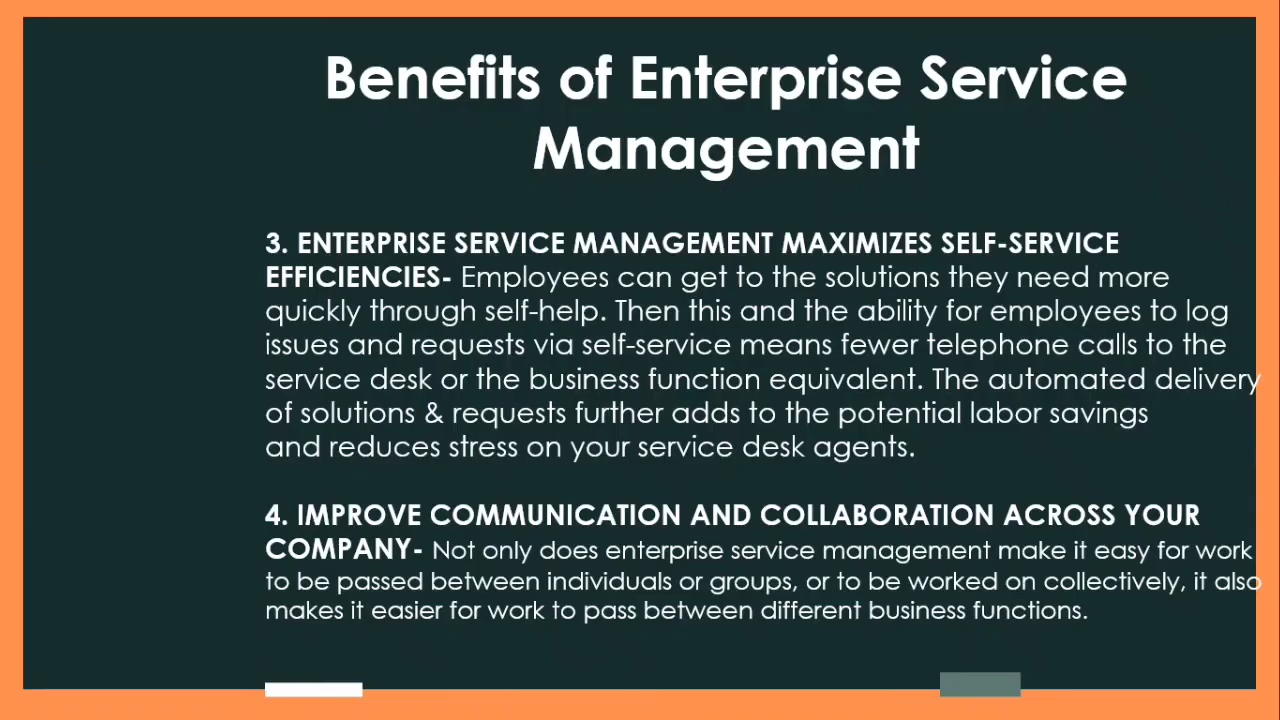 Benefits of Enterprise Service
Management
3. ENTERPRISE SERVICE MANAGEMENT MAXIMIZES SELF-SERVICE
EFFICIENCIES- Employees can get to the solutions they need more
quickly through self-help. Then this and the ability for employees to log
issues and requests via self-service means fewer telephone calls to the
service desk or the business function equivalent. The automated delivery
of solutions & requests further adds to the potential labor savings
and reduces stress on your service desk agents.
4. IMPROVE COMMUNICATION AND COLLABORATION ACROSS YOUR
COMPANY- Not only does enterprise service management make it easy for work
to be passed between individuals or groups, or to be worked on collectively, it also
makes it easier for work to pass between different business functions.